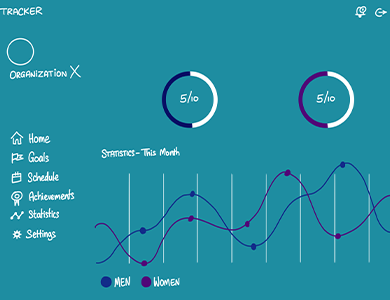 TRACKER
ORGANIZATION X
5/10
5/10
Home
Goals
Schedule
Achievements
Statistics
Settings
STATISTICS - This Month
MEN
WOMEN